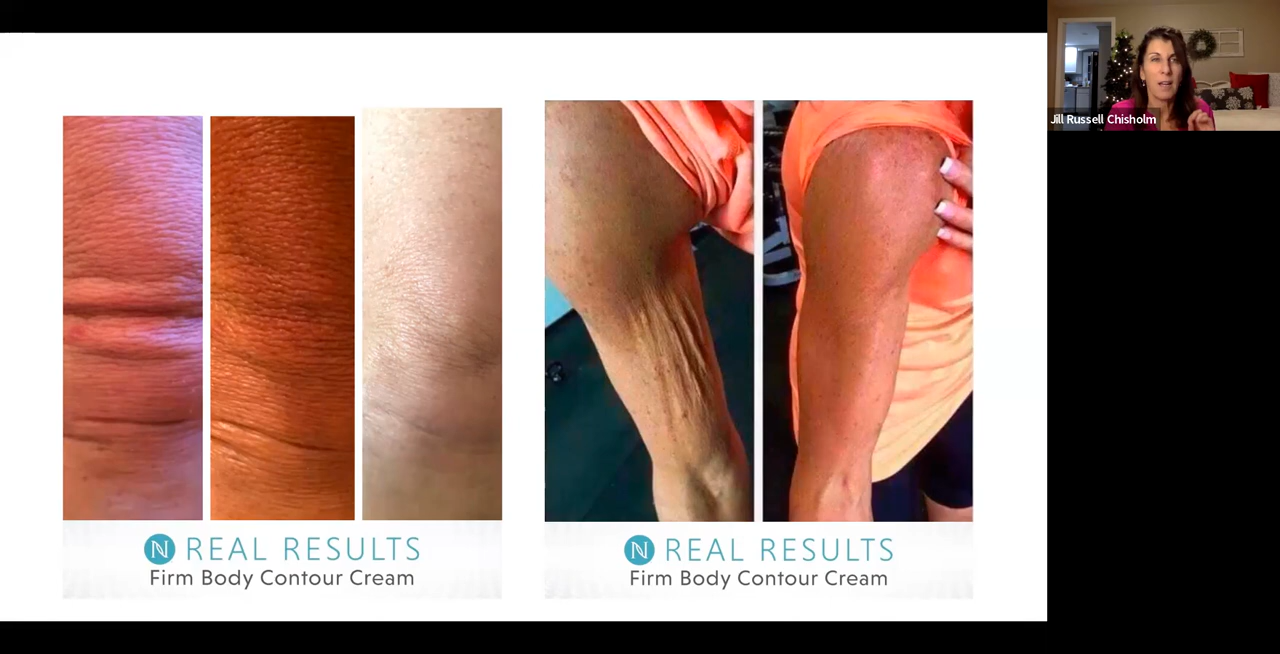 Jill Russell Chisholm
N REAL RESULTS
Firm Body Contour Cream
N REAL RESULTS
Firm Body Contour Cream